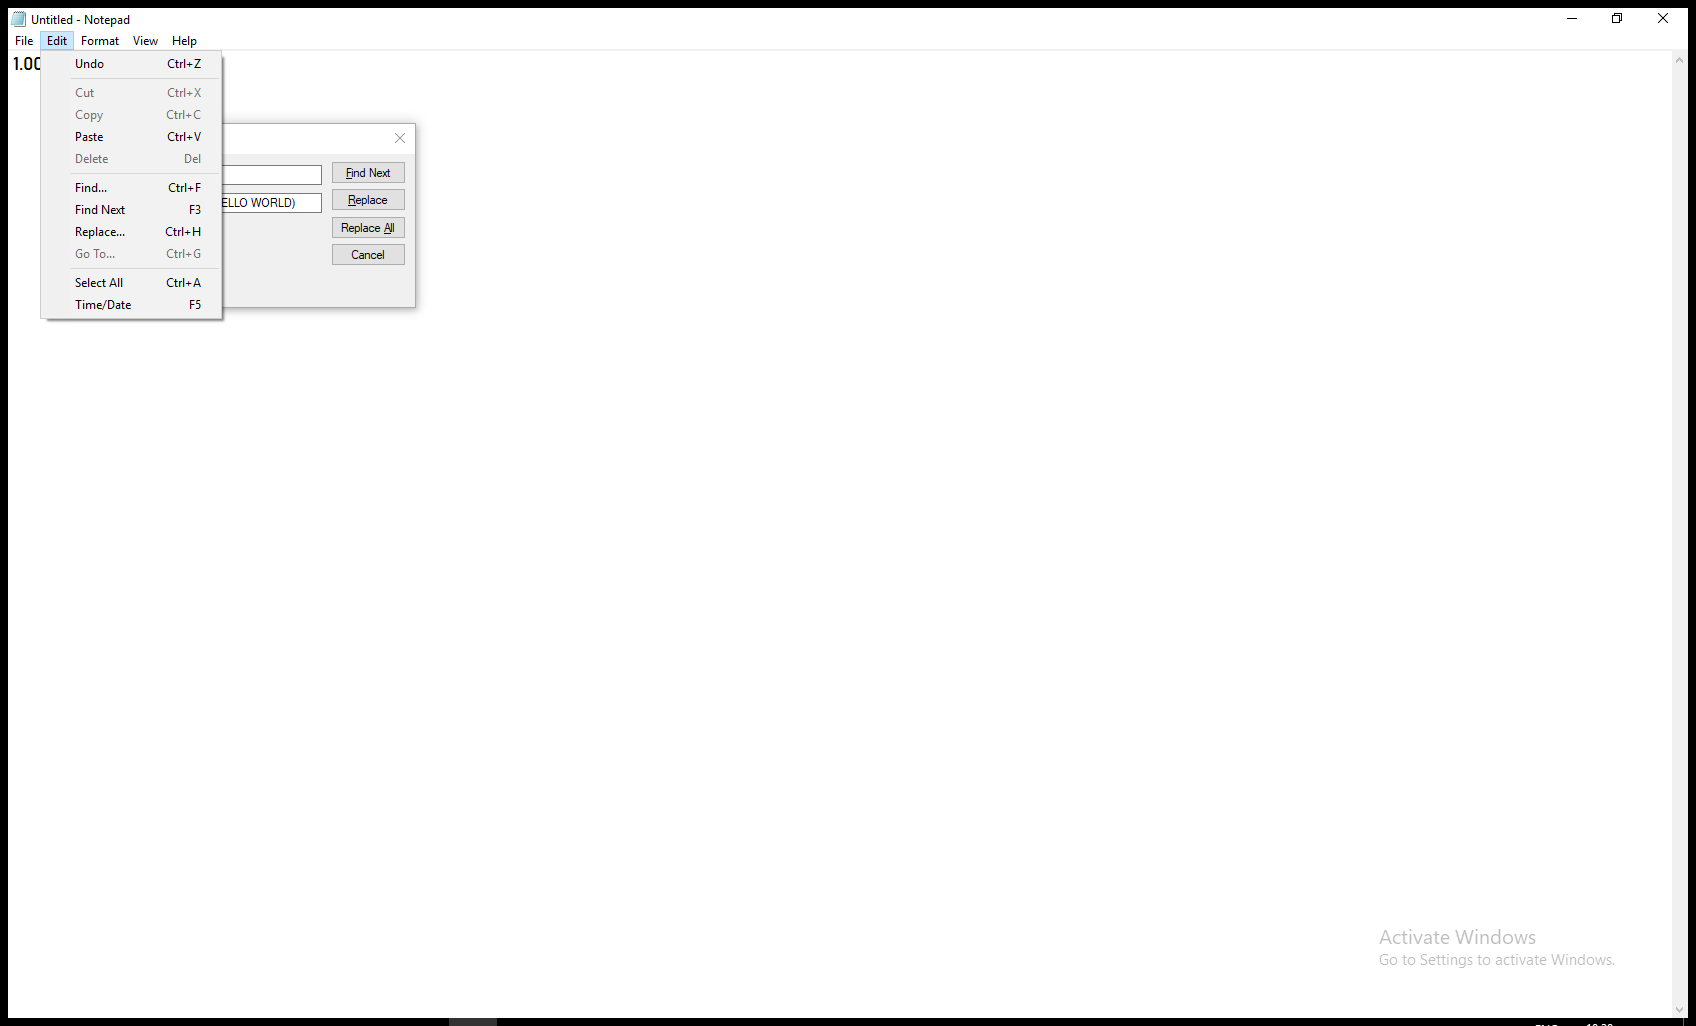 Untitled - Notepad
File Edit Format View Help
1.00
Undo Ctrl+Z
Cut Ctrl+X
Copy Ctrl+C
Paste Ctrl+V
Delete Del
Find... Ctrl+F
Find Next F3
Replace... Ctrl+H
Go To... Ctrl+G
Select All Ctrl+A
Time/Date F5
Find Next
ELLO WORLD)
Replace
Replace All
Cancel
Activate Windows
Go to Settings to activate Windows.